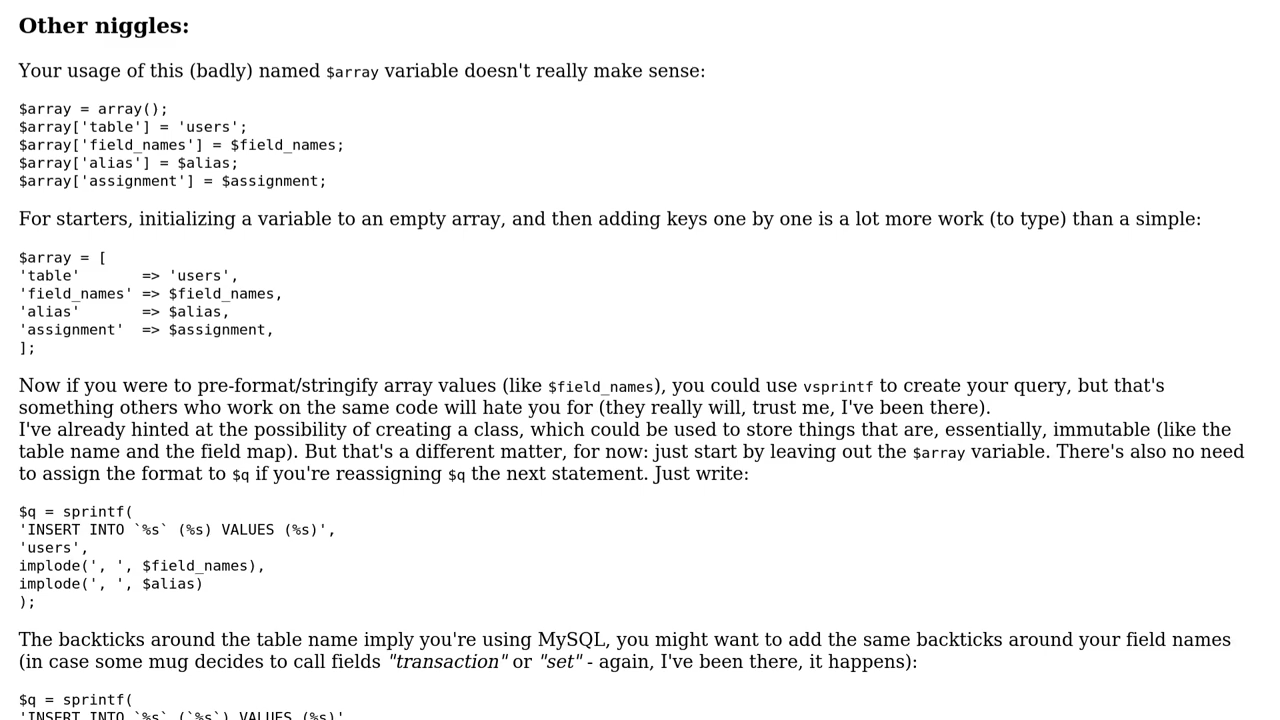 Other niggles:
Your usage of this (badly) named $array variable doesn't really make sense:
$array = array();
$array['table'] = 'users';
$array['field_names'] = $field_names;
$array['alias'] = $alias;
$array['assignment'] = $assignment;
For starters, initializing a variable to an empty array, and then adding keys one by one is a lot more work (to type) than a simple:
$array = [
'table'       => 'users',
'field_names' => $field_names,
'alias'       => $alias,
'assignment'  => $assignment,
];
Now if you were to pre-format/stringify array values (like $field_names), you could use vsprintf to create your query, but that's
something others who work on the same code will hate you for (they really will, trust me, I've been there).
I've already hinted at the possibility of creating a class, which could be used to store things that are, essentially, immutable (like the
table name and the field map). But that's a different matter, for now: just start by leaving out the $array variable. There's also no need
to assign the format to $q if you're reassigning $q the next statement. Just write:
$q = sprintf(
'INSERT INTO `%s` (%s) VALUES (%s)',
'users',
implode(', ', $field_names),
implode(', ', $alias)
);
The backticks around the table name imply you're using MySQL, you might want to add the same backticks around your field names
(in case some mug decides to call fields "transaction" or "set" - again, I've been there, it happens):
$q = sprintf(
'INSERT INTO `%s` (`%s`) VALUES (%s)'